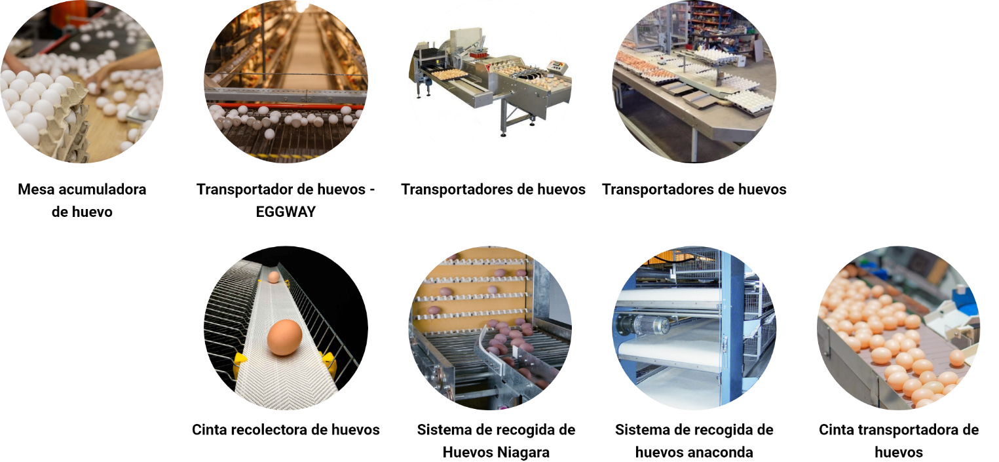 Mesa acumuladora
de huevo
Transportador de huevos -
EGGWAY
Transportadores de huevos
Transportadores de huevos
Cinta recolectora de huevos
Sistema de recogida de
Huevos Niagara
Sistema de recogida de
huevos anaconda
Cinta transportadora de
huevos